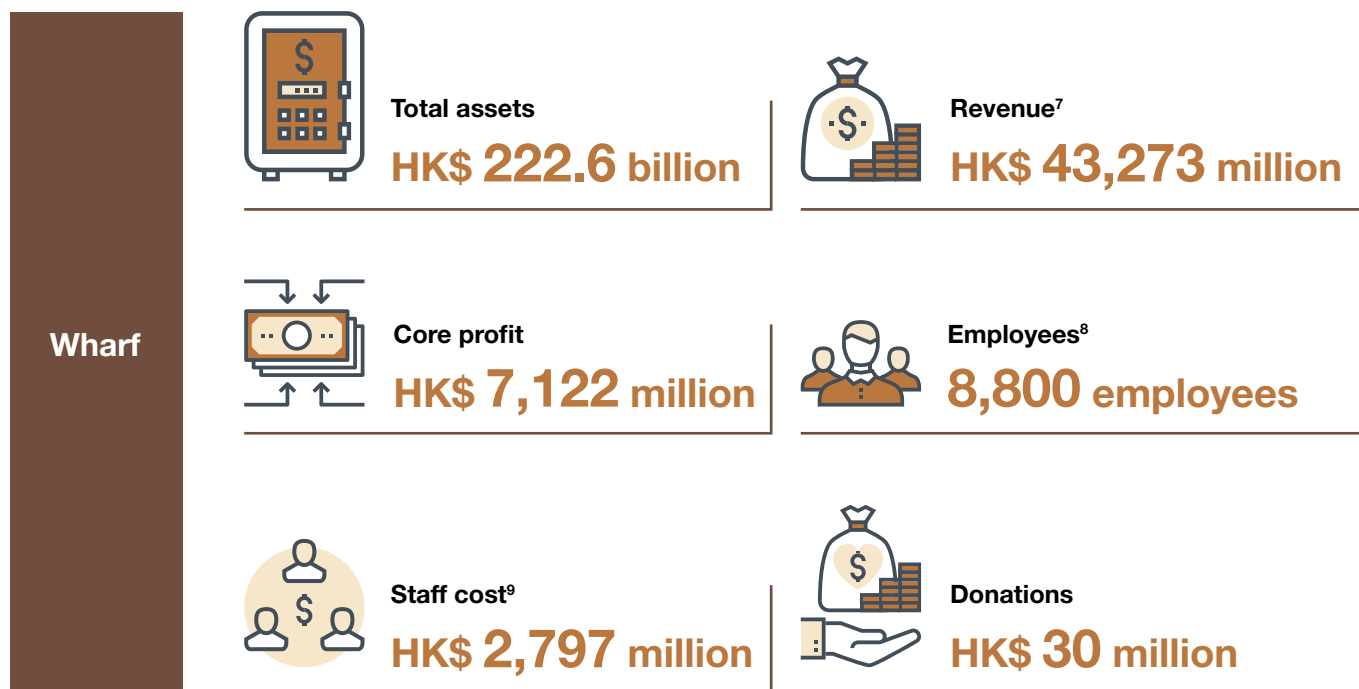 Wharf
Total assets
HK$ 222.6 billion
Revenue⁷
HK$ 43,273 million
Core profit
HK$ 7,122 million
Employees⁸
8,800 employees
Staff cost⁹
HK$ 2,797 million
Donations
HK$ 30 million